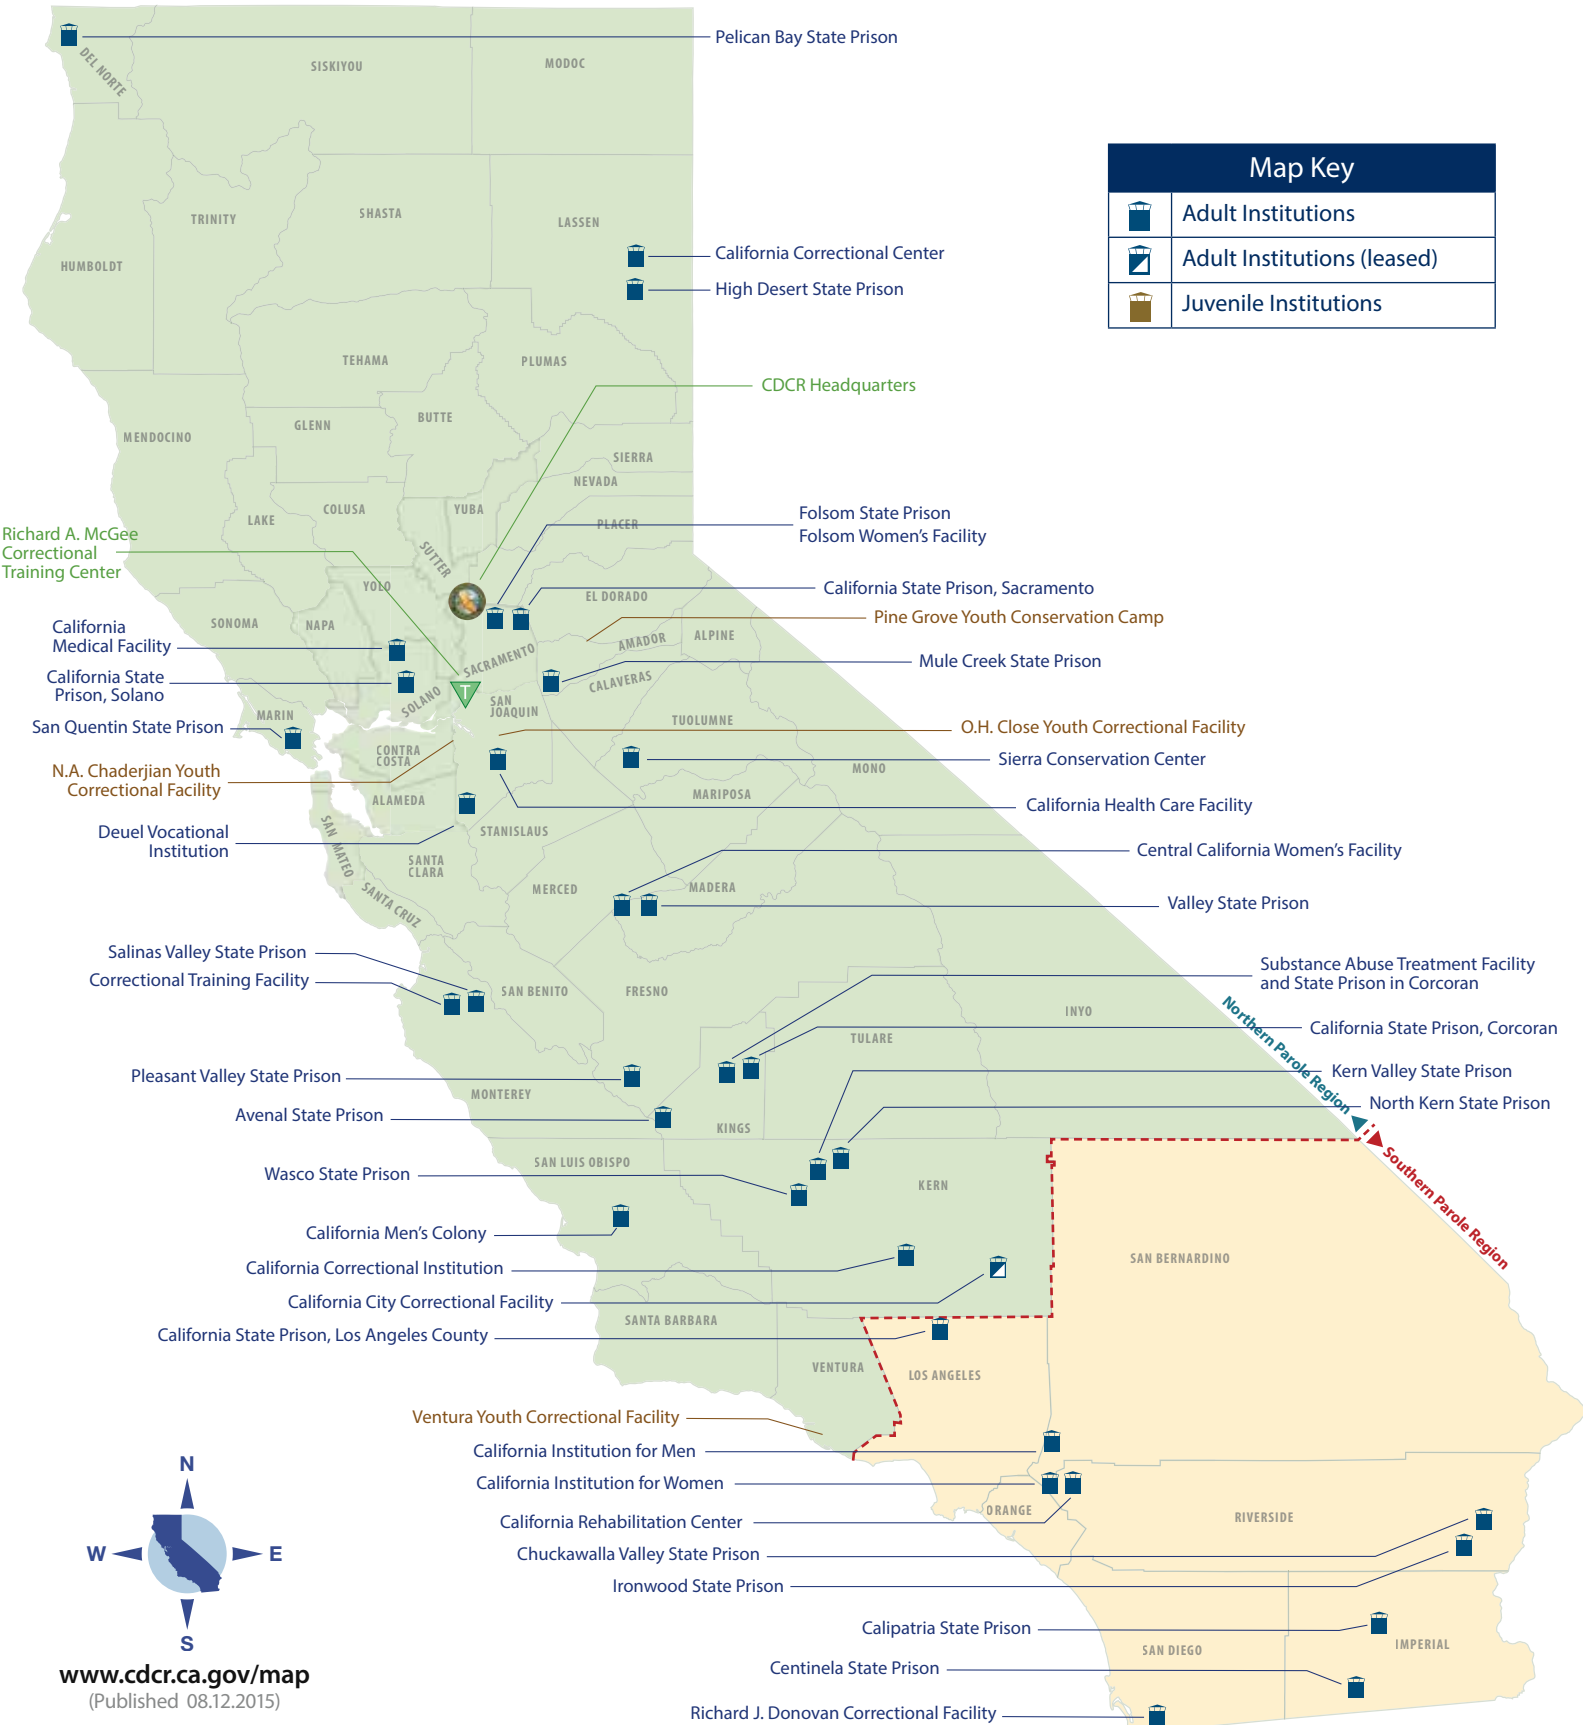 Pelican Bay State Prison
DEL NORTE
SISKIYOU
MODOC
Map Key
Adult Institutions
Adult Institutions (leased)
Juvenile Institutions
TRINITY
SHASTA
LASSEN
HUMBOLDT
California Correctional Center
High Desert State Prison
TEHAMA
PLUMAS
CDCR Headquarters
MENDOCINO
GLENN
BUTTE
SIERRA
NEVADA
LAKE
COLUSA
YUBA
PLACER
Folsom State Prison
Folsom Women's Facility
Richard A. McGee
Correctional
Training Center
SUTTER
YOLO
EL DORADO
California State Prison, Sacramento
Pine Grove Youth Conservation Camp
SONOMA
NAPA
California
Medical Facility
SACRAMENTO
AMADOR
ALPINE
Mule Creek State Prison
California State
Prison, Solano
SOLANO
T
SAN
JOAQUIN
CALAVERAS
MARIN
San Quentin State Prison
TUOLUMNE
O.H. Close Youth Correctional Facility
CONTRA
COSTA
Sierra Conservation Center
MONO
N.A. Chaderjian Youth
Correctional Facility
ALAMEDA
MARIPOSA
California Health Care Facility
Deuel Vocational
Institution
SAN MATEO
STANISLAUS
SANTA
CLARA
Central California Women's Facility
SANTA CRUZ
MERCED
MADERA
Valley State Prison
Salinas Valley State Prison
Correctional Training Facility
SAN BENITO
FRESNO
Substance Abuse Treatment Facility
and State Prison in Corcoran
INYO
TULARE
California State Prison, Corcoran
Northern Parole Region
Kern Valley State Prison
Pleasant Valley State Prison
MONTEREY
North Kern State Prison
Avenal State Prison
KINGS
Southern Parole Region
SAN LUIS OBISPO
Wasco State Prison
KERN
California Men's Colony
SAN BERNARDINO
California Correctional Institution
California City Correctional Facility
SANTA BARBARA
California State Prison, Los Angeles County
VENTURA
LOS ANGELES
Ventura Youth Correctional Facility
California Institution for Men
California Institution for Women
ORANGE
RIVERSIDE
California Rehabilitation Center
Chuckawalla Valley State Prison
Ironwood State Prison
Calipatria State Prison
SAN DIEGO
IMPERIAL
Centinela State Prison
Richard J. Donovan Correctional Facility
N
W
E
S
www.cdcr.ca.gov/map
(Published 08.12.2015)